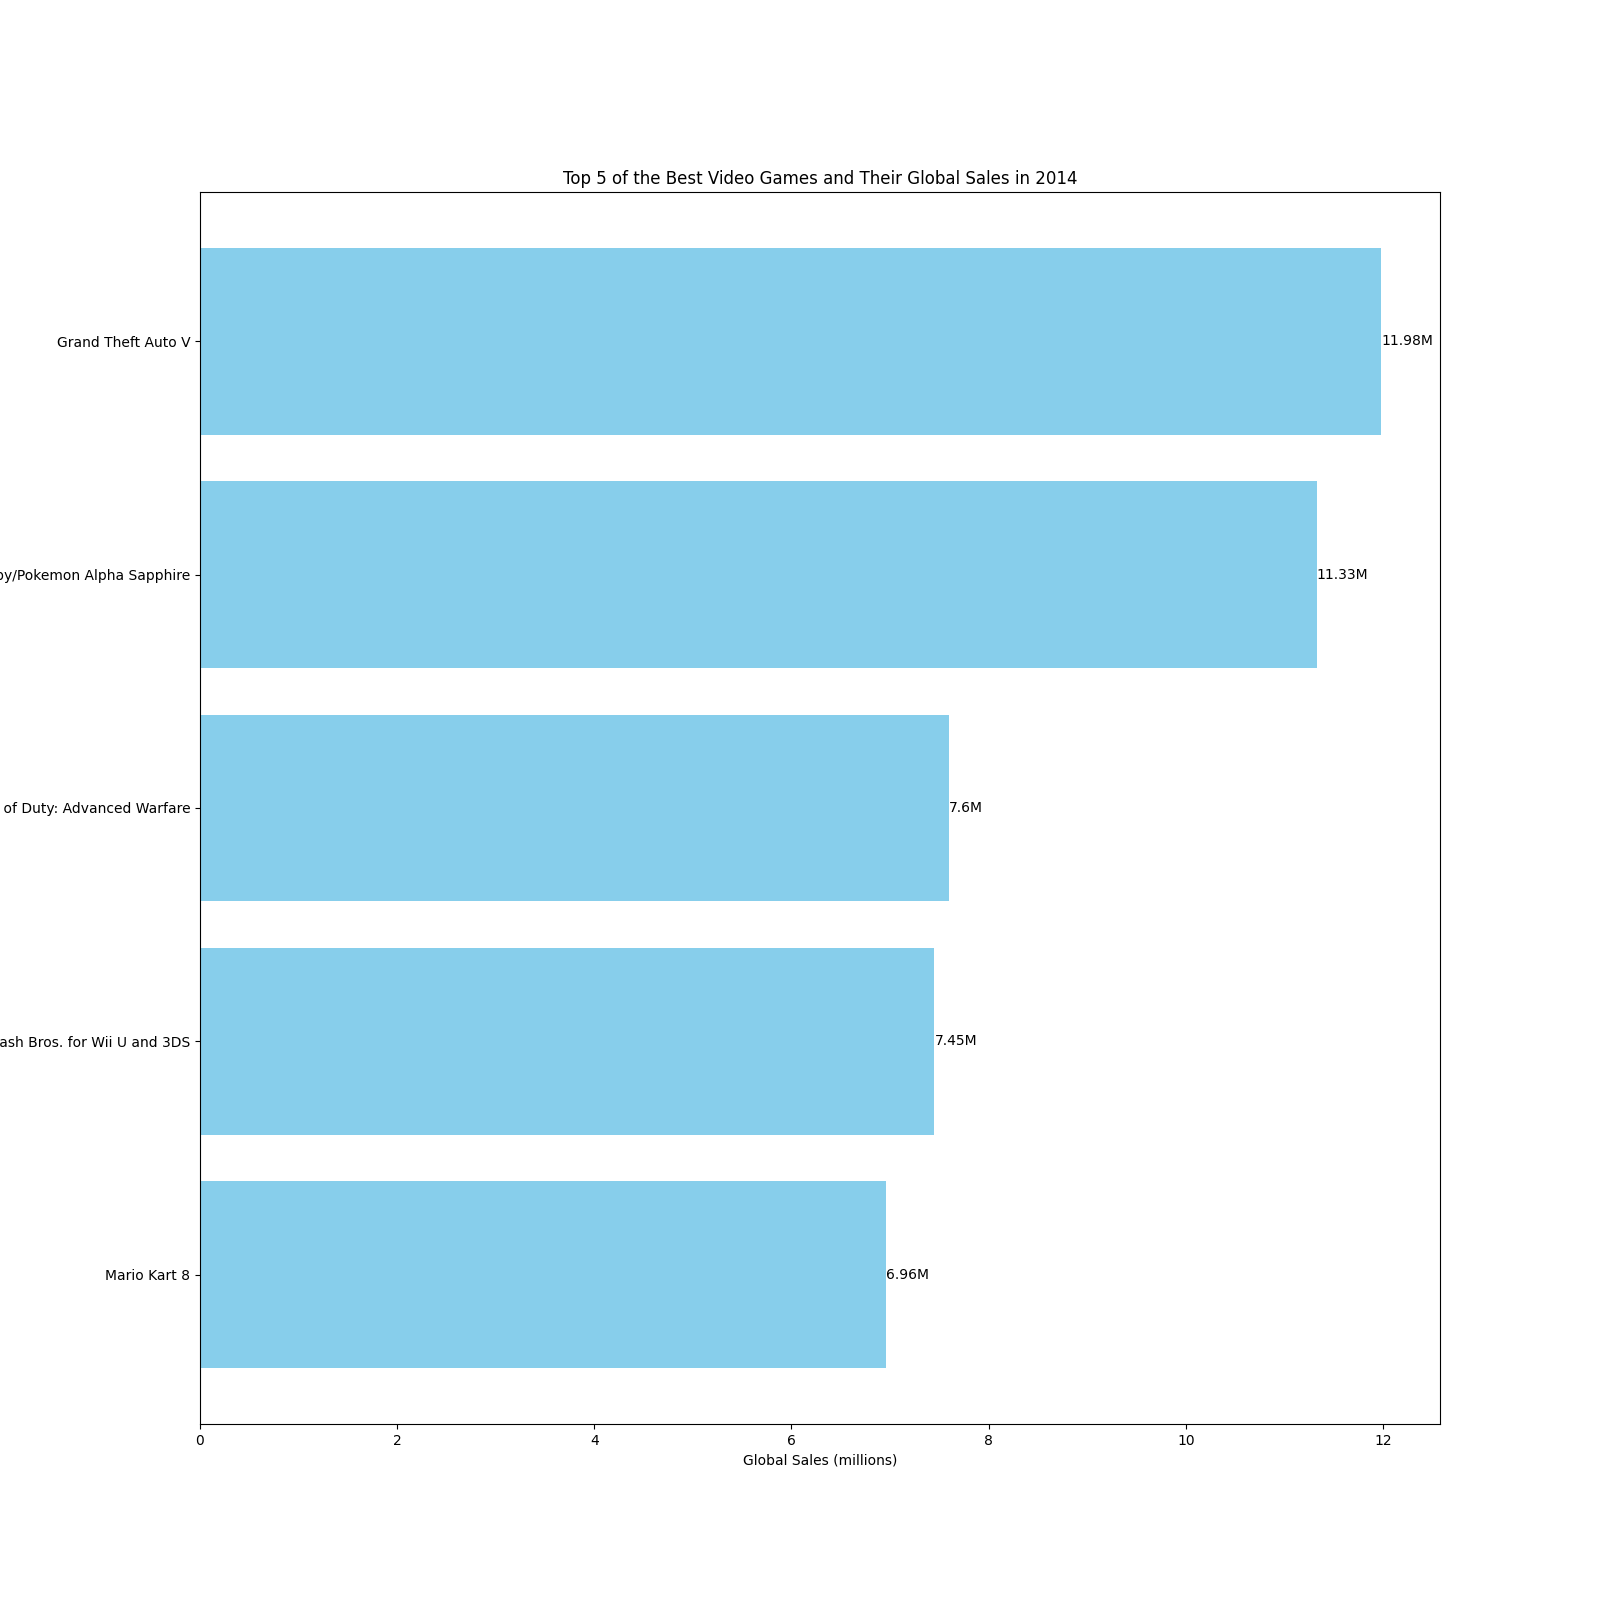 Top 5 of the Best Video Games and Their Global Sales in 2014
Grand Theft Auto V
11.98M
/Pokemon Alpha Sapphire
11.33M
of Duty: Advanced Warfare
7.6M
Bros. for Wii U and 3DS
7.45M
Mario Kart 8
6.96M
0 2 4 6 8 10 12
Global Sales (millions)